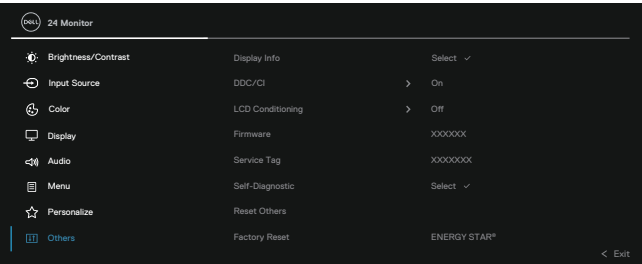 DELL 24 Monitor
Brightness/Contrast Display Info Select
Input Source DDC/CI > On
Color LCD Conditioning > Off
Display Firmware XXXXXX
Audio Service Tag XXXXXXX
Menu Self-Diagnostic Select
Personalize Reset Others
Others Factory Reset ENERGY STAR®
< Exit